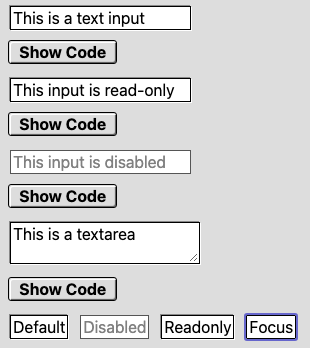 This is a text input
Show Code
This input is read-only
Show Code
This input is disabled
Show Code
This is a textarea
Show Code
Default Disabled Readonly Focus